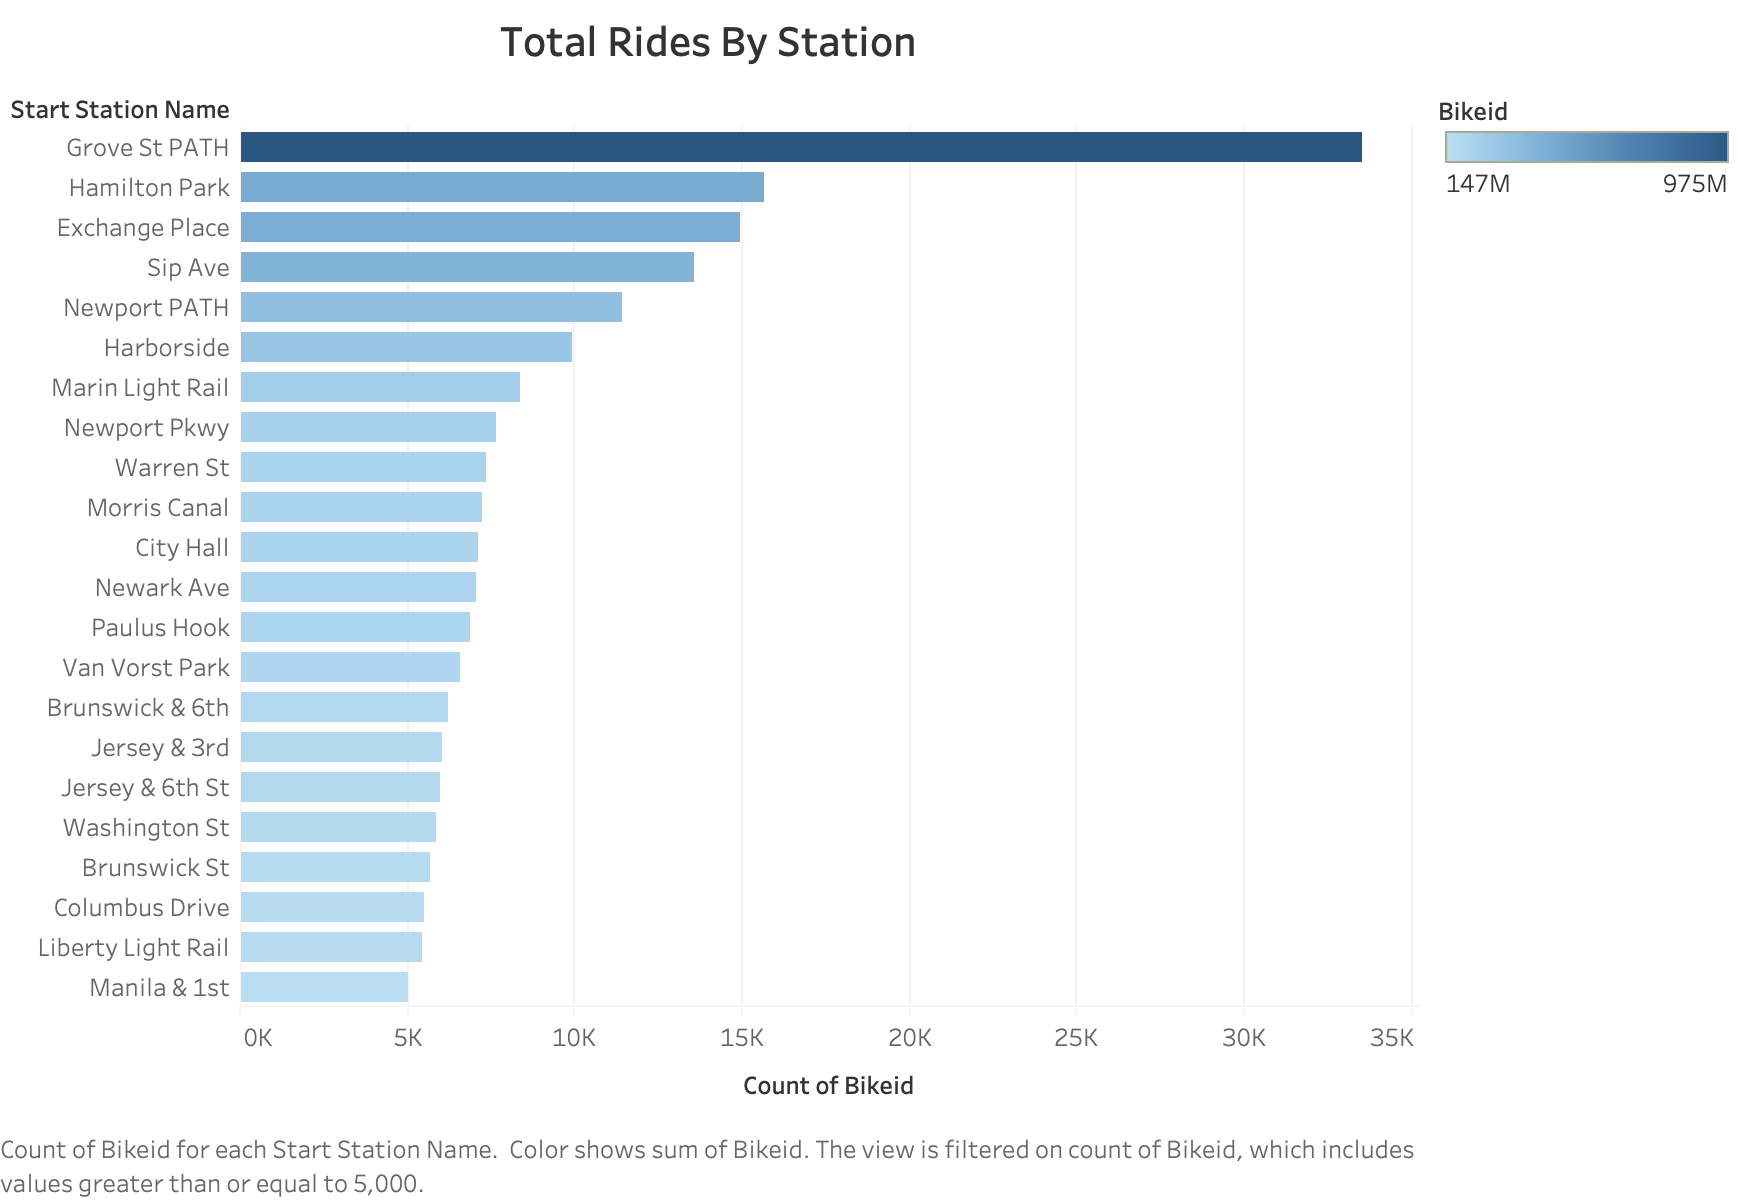 Total Rides By Station
Start Station Name
Grove St PATH
Hamilton Park
Exchange Place
Sip Ave
Newport PATH
Harborside
Marin Light Rail
Newport Pkwy
Warren St
Morris Canal
City Hall
Newark Ave
Paulus Hook
Van Vorst Park
Brunswick & 6th
Jersey & 3rd
Jersey & 6th St
Washington St
Brunswick St
Columbus Drive
Liberty Light Rail
Manila & 1st
0K 5K 10K 15K 20K 25K 30K 35K
Count of Bikeid
Bikeid
147M 975M
Count of Bikeid for each Start Station Name.  Color shows sum of Bikeid. The view is filtered on count of Bikeid, which includes
values greater than or equal to 5,000.